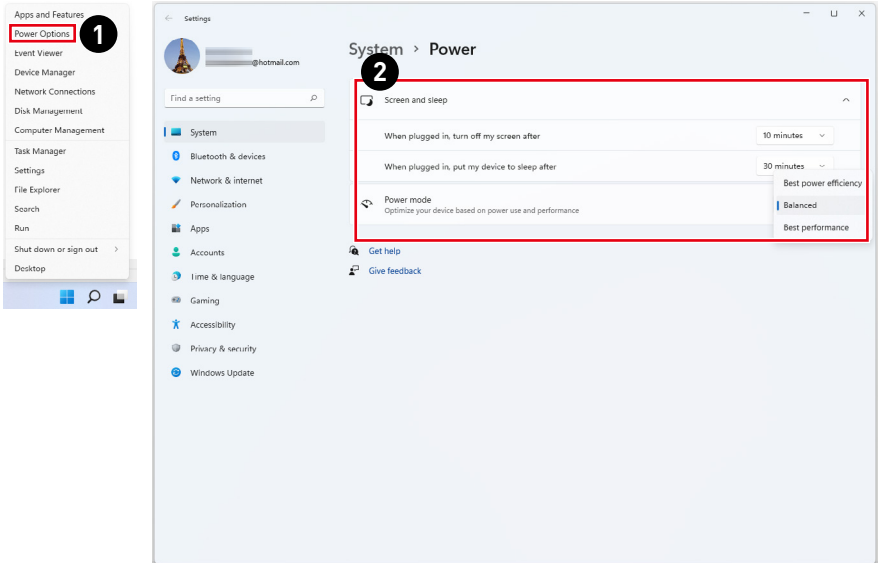 Apps and Features
Power Options
1
Event Viewer
Device Manager
Network Connections
Disk Management
Computer Management
Task Manager
Settings
File Explorer
Search
Run
Shut down or sign out
Desktop
Settings
@hotmail.com
Find a setting
System
Bluetooth & devices
Network & internet
Personalization
Apps
Accounts
Time & language
Gaming
Accessibility
Privacy & security
Windows Update
System > Power
2
Screen and sleep
When plugged in, turn off my screen after 10 minutes
When plugged in, put my device to sleep after 30 minutes
Power mode
Optimize your device based on power use and performance
Best power efficiency
Balanced
Best performance
Get help
Give feedback